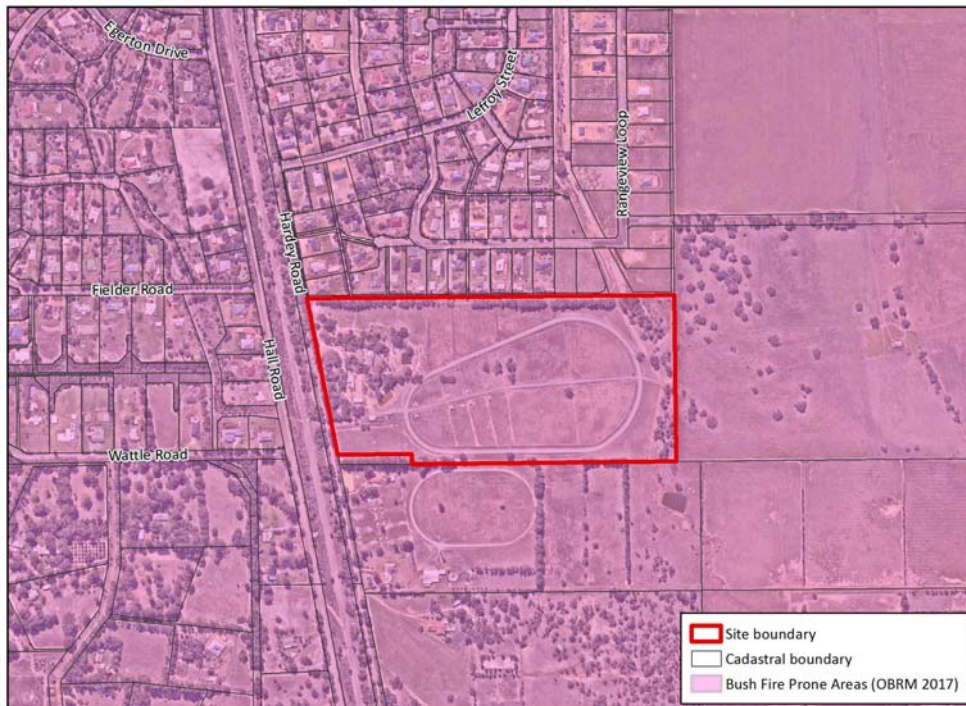 Egerton Drive
Lefroy Street
Rangeview Loop
Hardey Road
Fielder Road
Hall Road
Wattle Road
Site boundary
Cadastral boundary
Bush Fire Prone Areas (OBRM 2017)